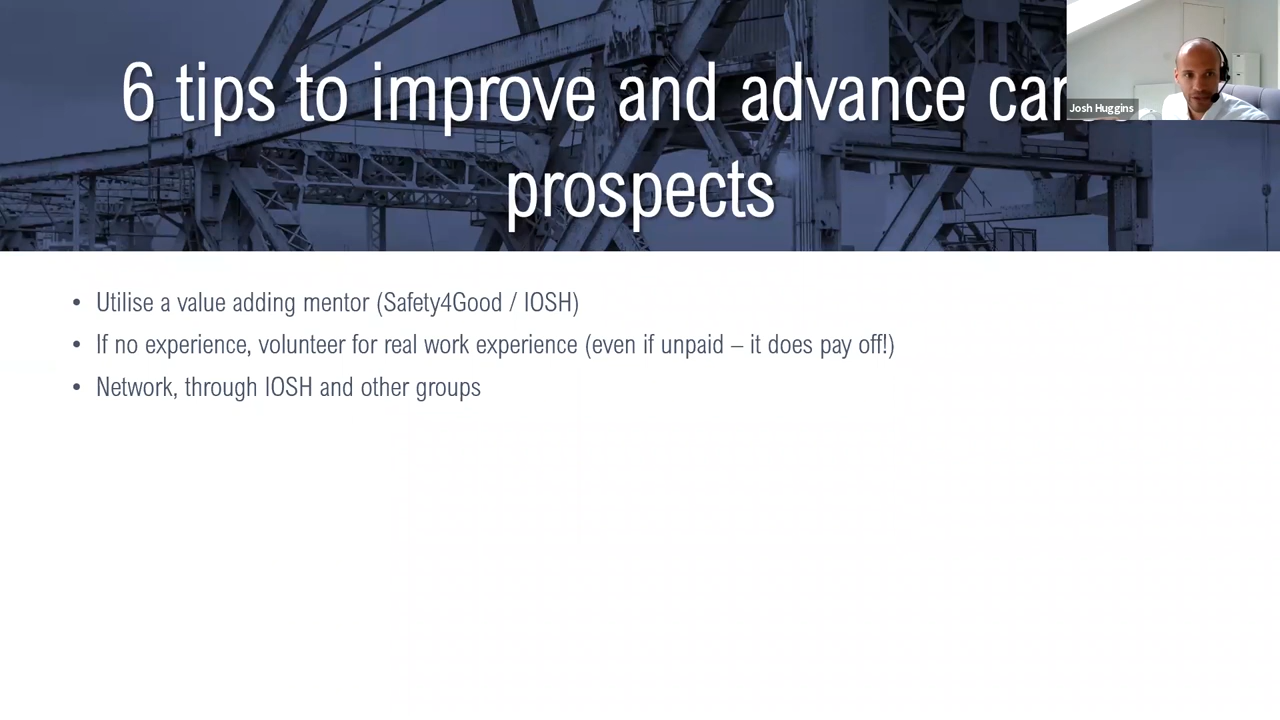 6 tips to improve and advance
prospects
Josh Huggins
• Utilise a value adding mentor (Safety4Good / IOSH)
• If no experience, volunteer for real work experience (even if unpaid – it does pay off!)
• Network, through IOSH and other groups